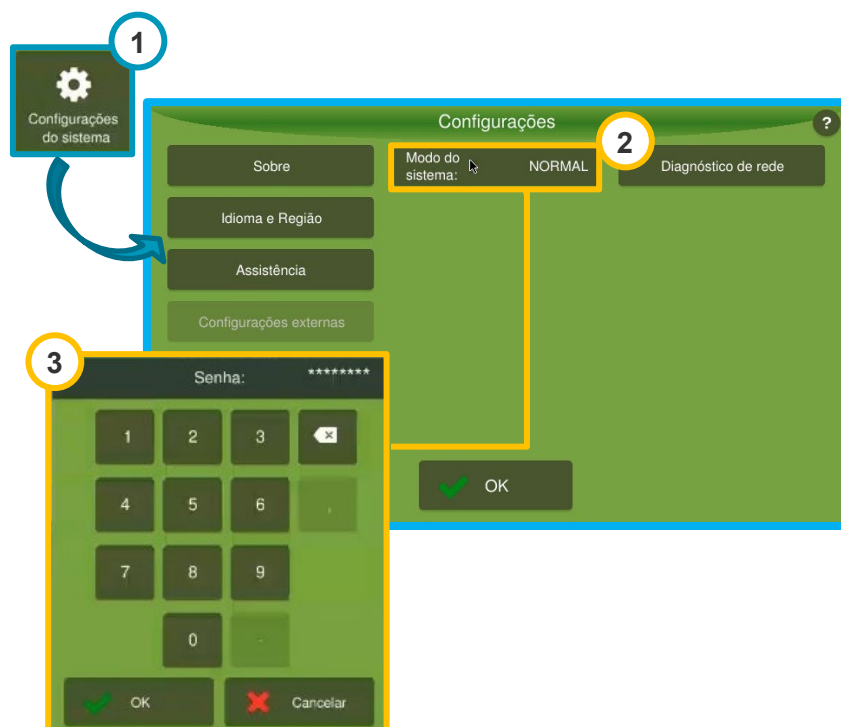 1
Configurações
do sistema
Configurações
?
2
Sobre
Modo do
sistema:
NORMAL
Diagnóstico de rede
Idioma e Região
Assistência
Configurações externas
3
Senha:
********
1 2 3
4 5 6 ,
7 8 9
0 -
OK
Cancelar
OK